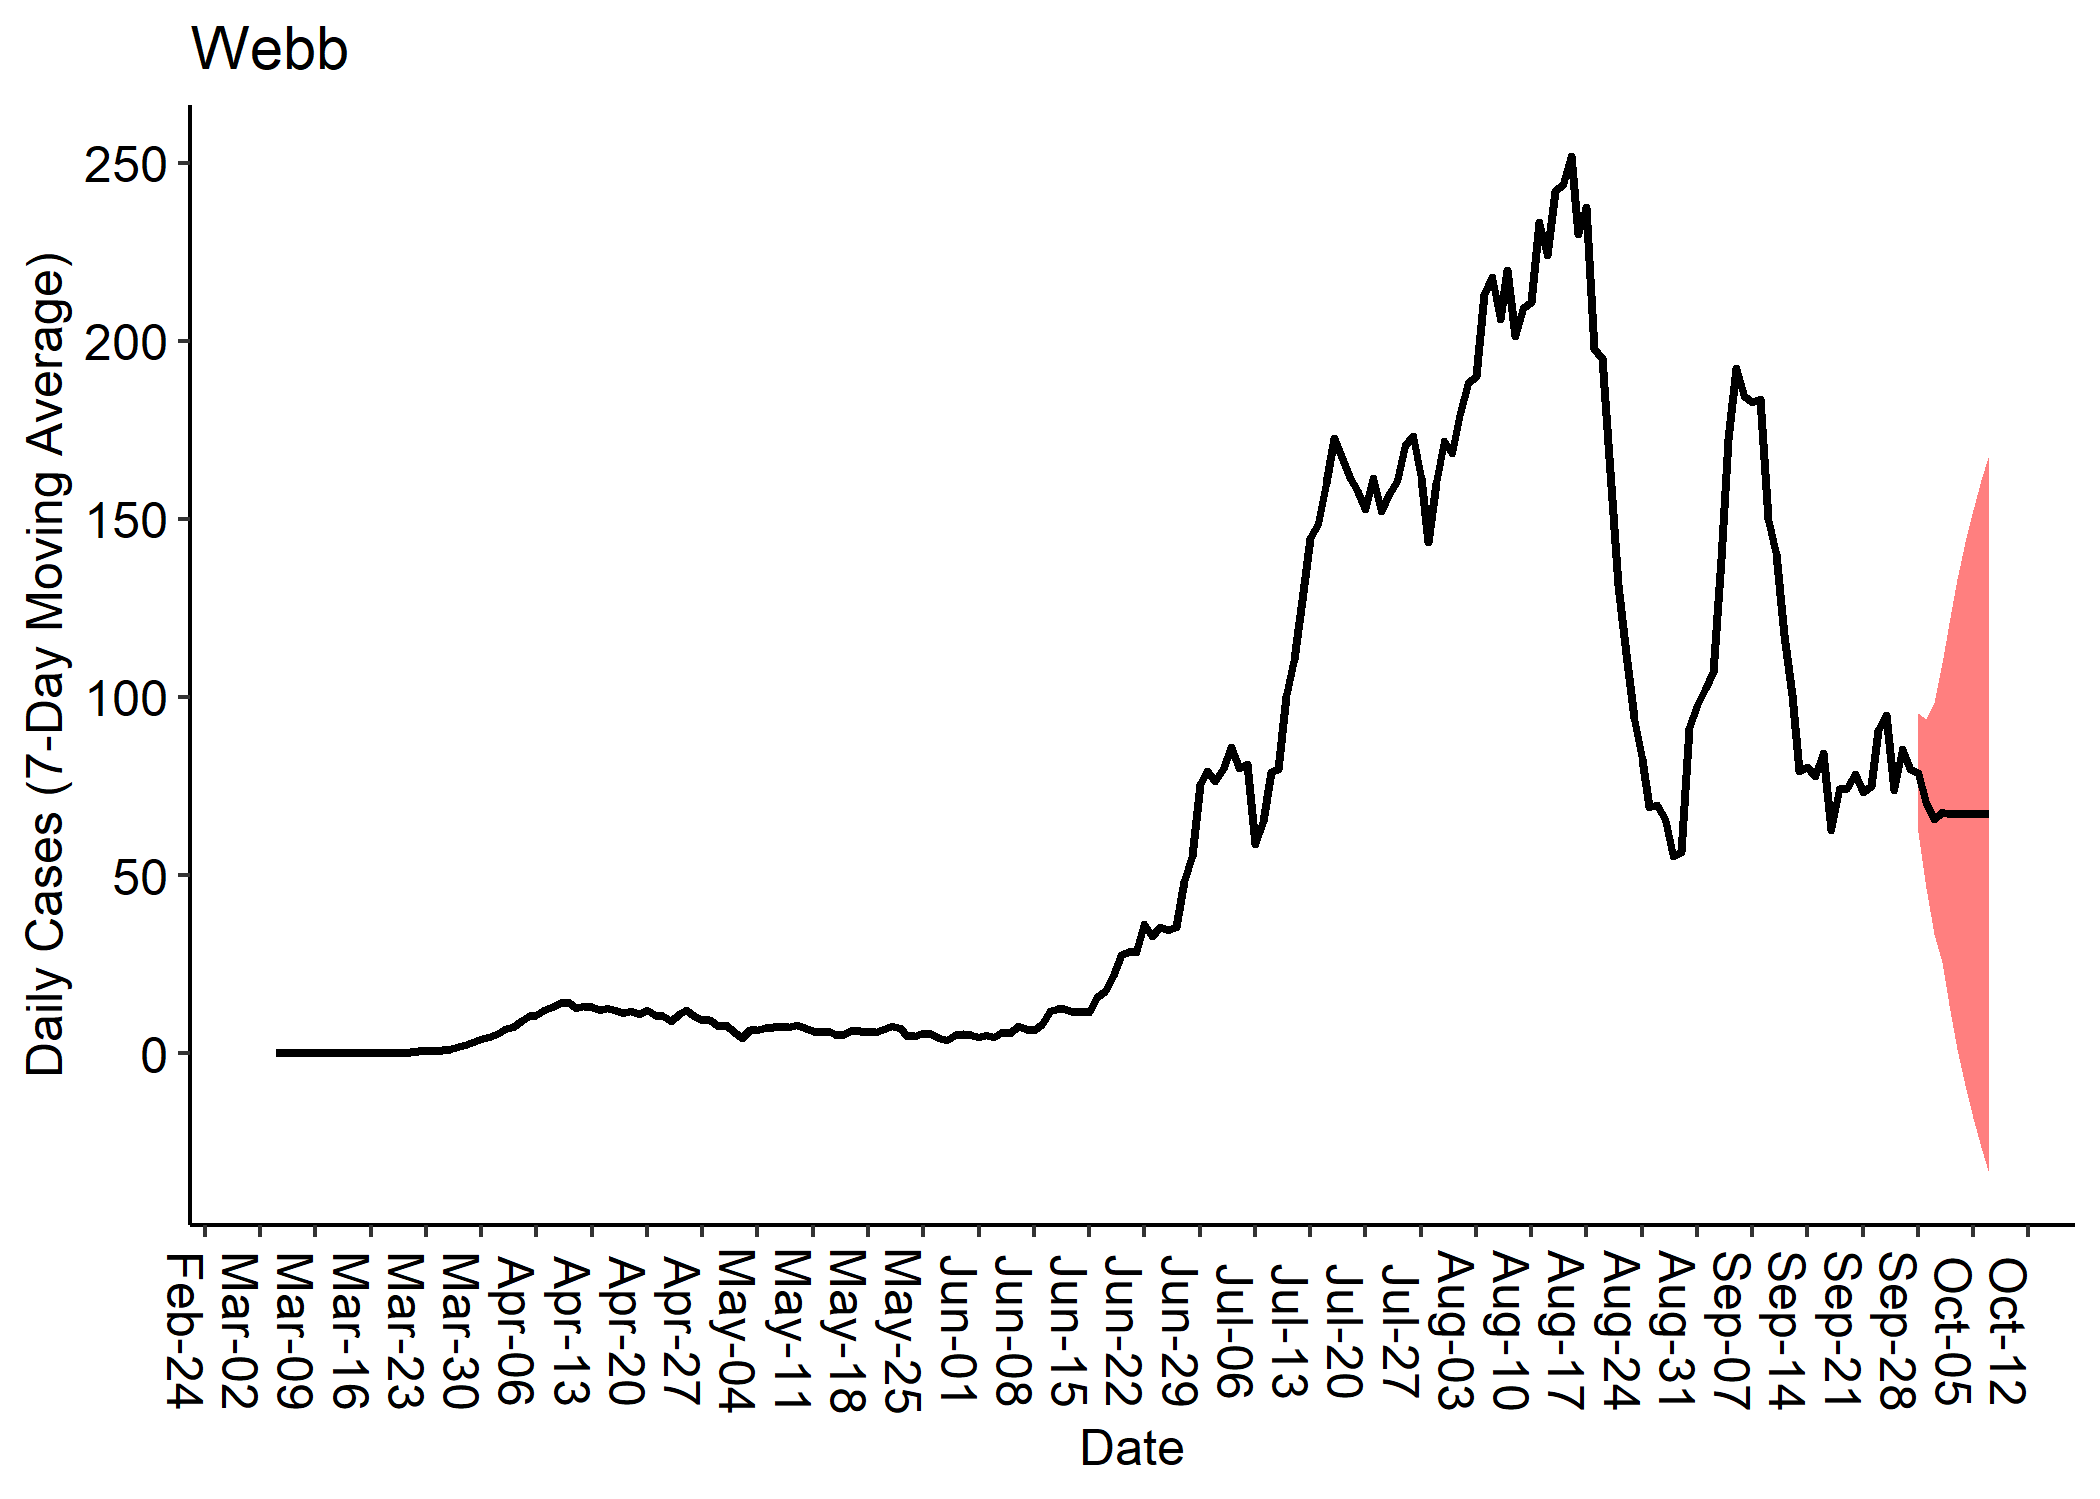 Webb
Daily Cases (7-Day Moving Average)
250
200
150
100
50
0
Feb-24
Mar-02
Mar-09
Mar-16
Mar-23
Mar-30
Apr-06
Apr-13
Apr-20
Apr-27
May-04
May-11
May-18
May-25
Jun-01
Jun-08
Jun-15
Jun-22
Jun-29
Jul-06
Jul-13
Jul-20
Jul-27
Aug-03
Aug-10
Aug-17
Aug-24
Aug-31
Sep-07
Sep-14
Sep-21
Sep-28
Oct-05
Oct-12
Date